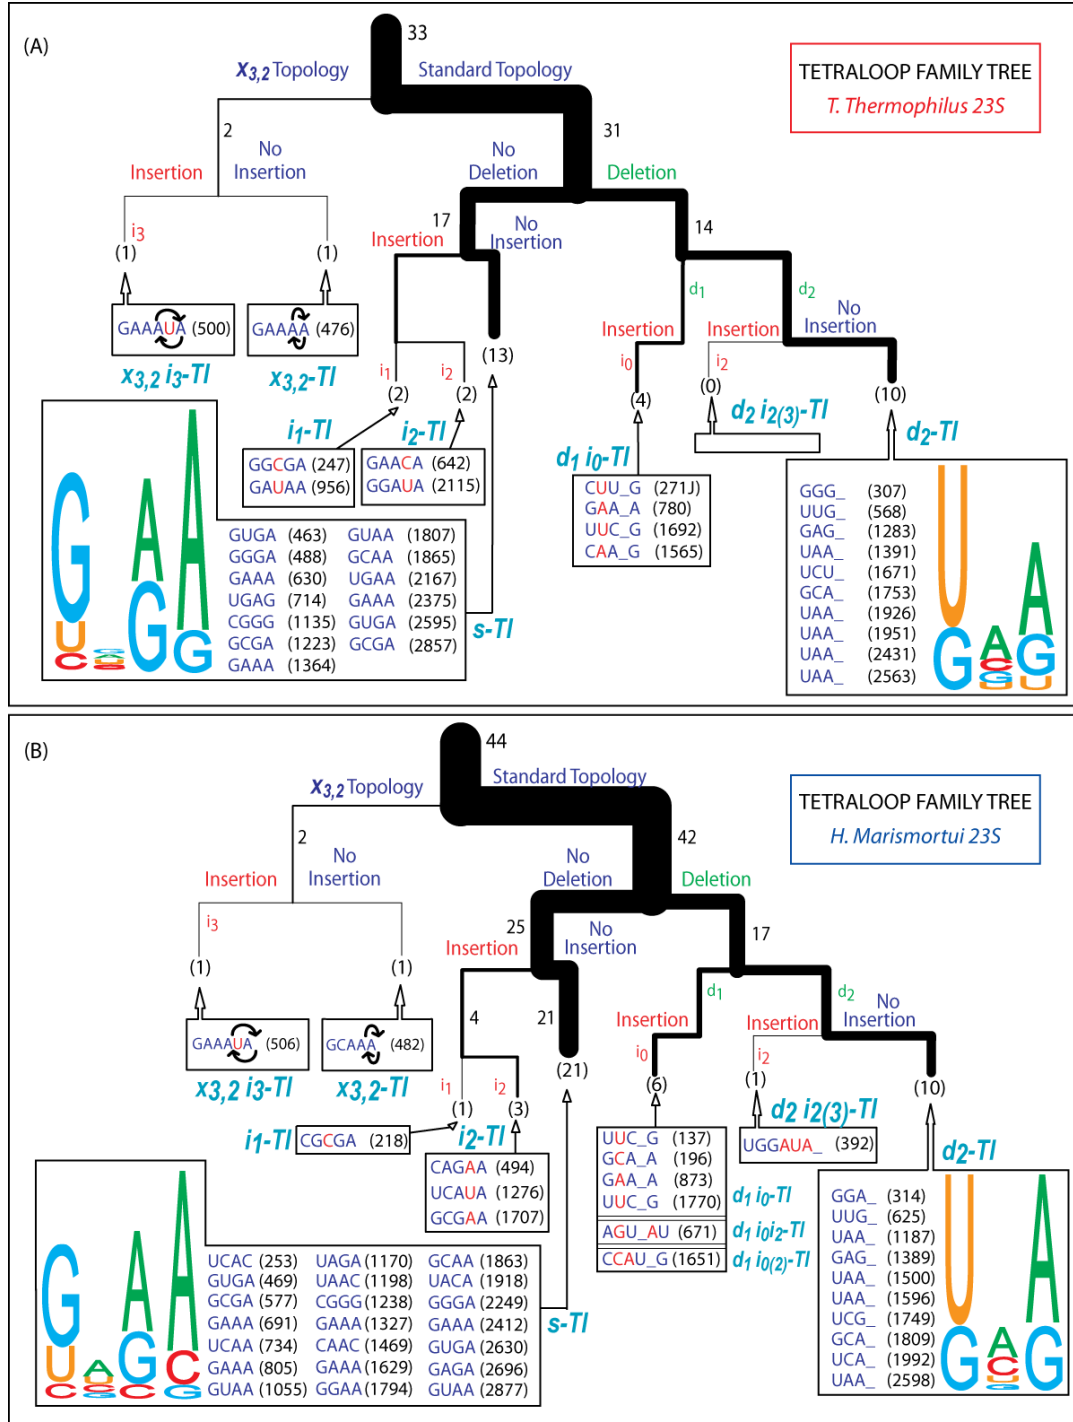 (A)
33
x3,2 Topology
Standard Topology
TETRALOOP FAMILY TREE
T. Thermophilus 23S
2
31
No
Insertion
Insertion
No
Deletion
Deletion
i3
17
No
Insertion
Insertion
14
(1)
(1)
d1
d2
GAAAUA (500)
GAAAA (476)
x3,2 i3-Tl
x3,2-Tl
Insertion
Insertion
No
Insertion
i1
i2
(13)
i0
i2
(2)
(2)
(4)
(0)
(10)
i1-Tl
i2-Tl
d2 i2(3)-Tl
d2-Tl
d1 i0-Tl
GGCGA (247)
GAUAA (956)
GAACA (642)
GGAUA (2115)
CUU_G (271J)
GAA_A (780)
UUC_G (1692)
CAA_G (1565)
GUGA (463) GUAA (1807)
GGGA (488) GCAA (1865)
GAAA (630) UGAA (2167)
UGAG (714) GAAA (2375)
CGGG (1135) GUGA (2595)
GCGA (1223) GCGA (2857)
GAAA (1364)
s-Tl
GGG_ (307)
UUG_ (568)
GAG_ (1283)
UAA_ (1391)
UCU_ (1671)
GCA_ (1753)
UAA_ (1926)
UAA_ (1951)
UAA_ (2431)
UAA_ (2563)
(B)
44
x3,2 Topology
Standard Topology
TETRALOOP FAMILY TREE
H. Marismortui 23S
2
42
No
Insertion
Insertion
No
Deletion
Deletion
i3
25
No
Insertion
Insertion
17
(1)
(1)
d1
d2
4
21
Insertion
Insertion
No
Insertion
GAAAUA (506)
GCAAA (482)
x3,2 i3-Tl
x3,2-Tl
i0
i2
(21)
(6)
(1)
(10)
i1
i2
(1)
(3)
i1-Tl
i2-Tl
d2 i2(3)-Tl
d2-Tl
CGCGA (218)
CAGAA (494)
UCAUA (1276)
GCGAA (1707)
UUC_G (137)
GCA_A (196)
GAA_A (873)
UUC_G (1770)
d1 i0-Tl
AGU_AU (671)
d1 i0i2-Tl
CCAU_G (1651)
d1 i0(2)-Tl
UGGAUA_ (392)
UCAC (253) UAGA (1170) GCAA (1863)
GUGA (469) UAAC (1198) UACA (1918)
GCGA (577) CGGG (1238) GGGA (2249)
GAAA (691) GAAA (1327) GAAA (2412)
UCAA (734) CAAC (1469) GUGA (2630)
GAAA (805) GAAA (1629) GAGA (2696)
GUAA (1055) GGAA (1794) GUAA (2877)
s-Tl
GGA_ (314)
UUG_ (625)
UAA_ (1187)
GAG_ (1389)
UAA_ (1500)
UAA_ (1596)
UCG_ (1749)
GCA_ (1809)
UCA_ (1992)
UAA_ (2598)